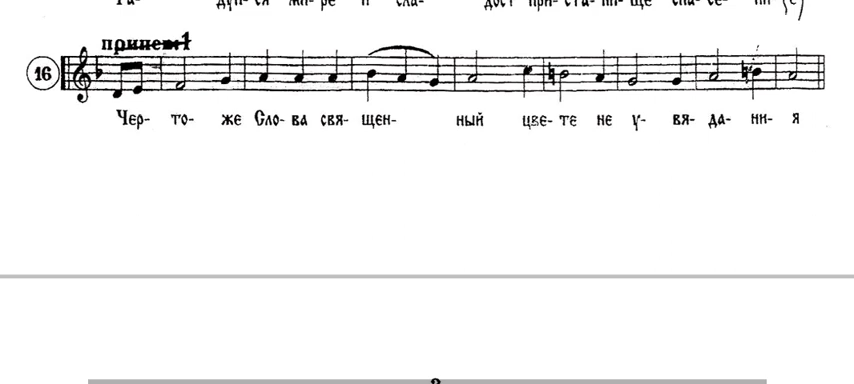 припев:1
16
Чер- то- же Сло- ва свя- щен- ный цве- те не у- вя- да- ни- я